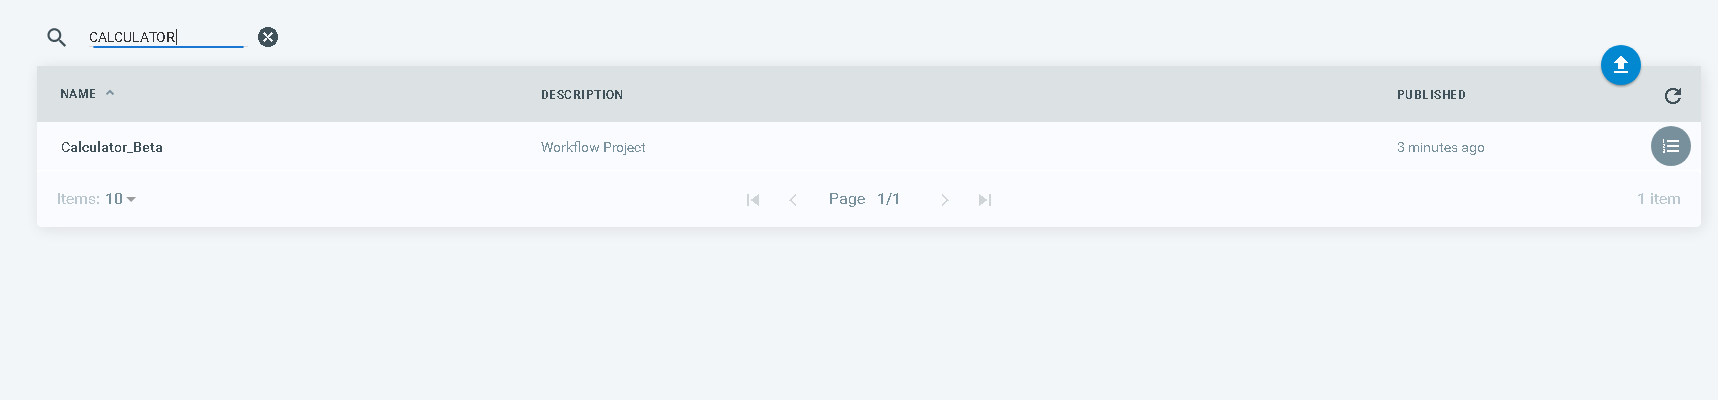 CALCULATOR
NAME DESCRIPTION PUBLISHED
Calculator_Beta Workflow Project 3 minutes ago
Items: 10 Page 1/1 1 item